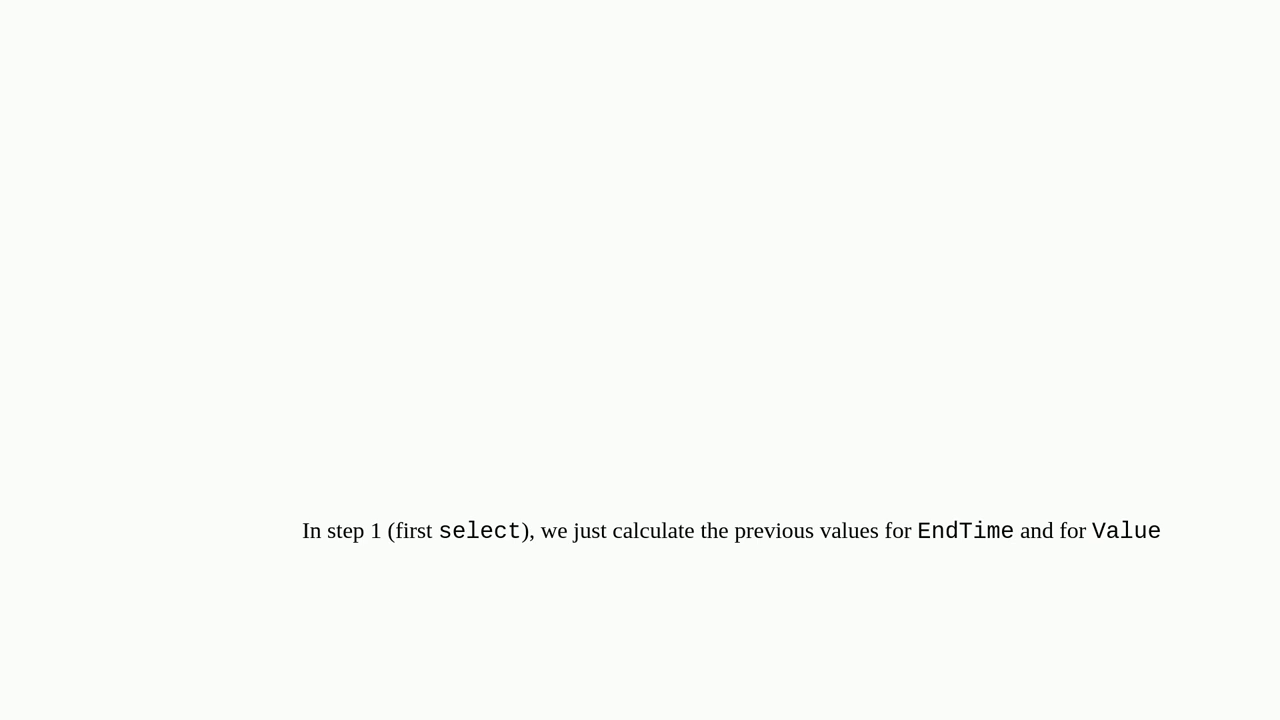 In step 1 (first select), we just calculate the previous values for EndTime and for Value